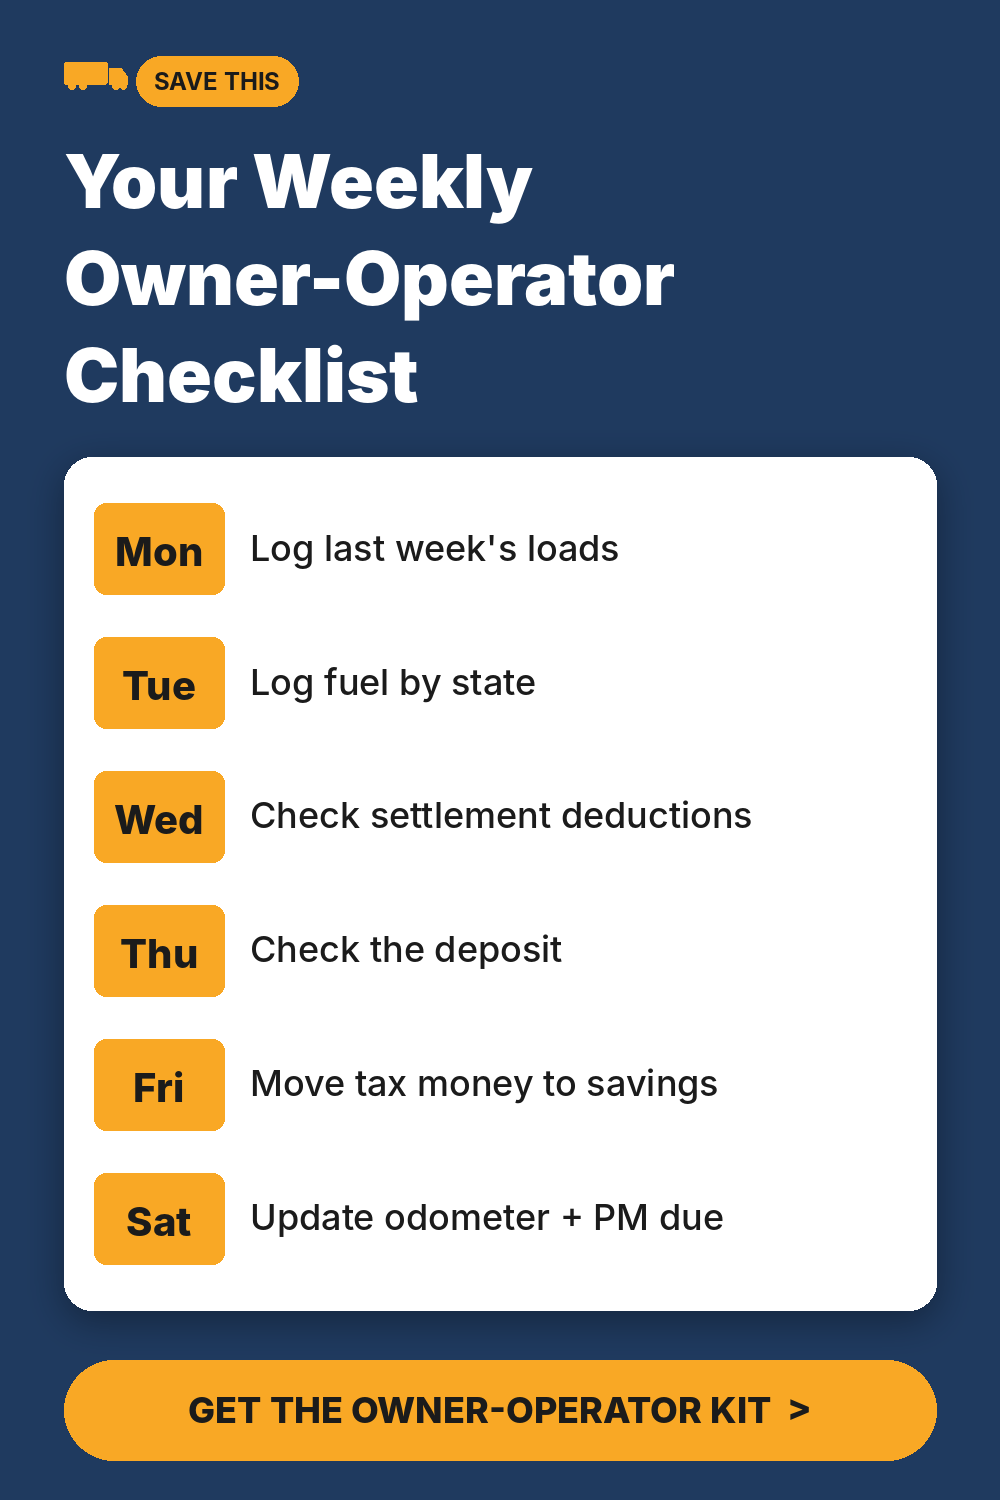 SAVE THIS
Your Weekly
Owner-Operator
Checklist
Mon Log last week's loads
Tue Log fuel by state
Wed Check settlement deductions
Thu Check the deposit
Fri Move tax money to savings
Sat Update odometer + PM due
GET THE OWNER-OPERATOR KIT >